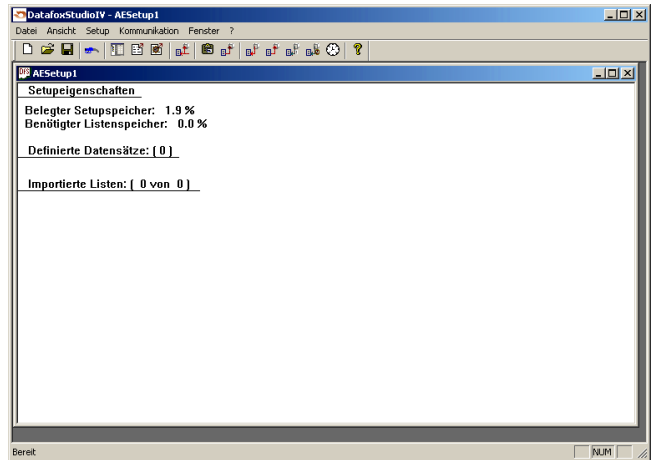 DatafoxStudioIV - AESetup1
Datei Ansicht Setup Kommunikation Fenster ?
DFS AESetup1
Setupeigenschaften
Belegter Setupspeicher: 1.9 %
Benötigter Listenspeicher: 0.0 %
Definierte Datensätze: ( 0 )
Importierte Listen: ( 0 von 0 )
Bereit
NUM